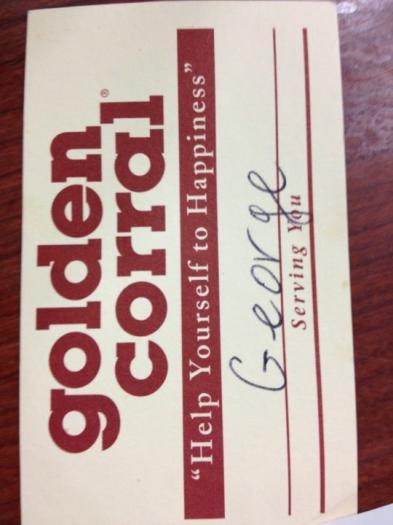 golden
corral®
"Help Yourself to Happiness"
George
Serving You